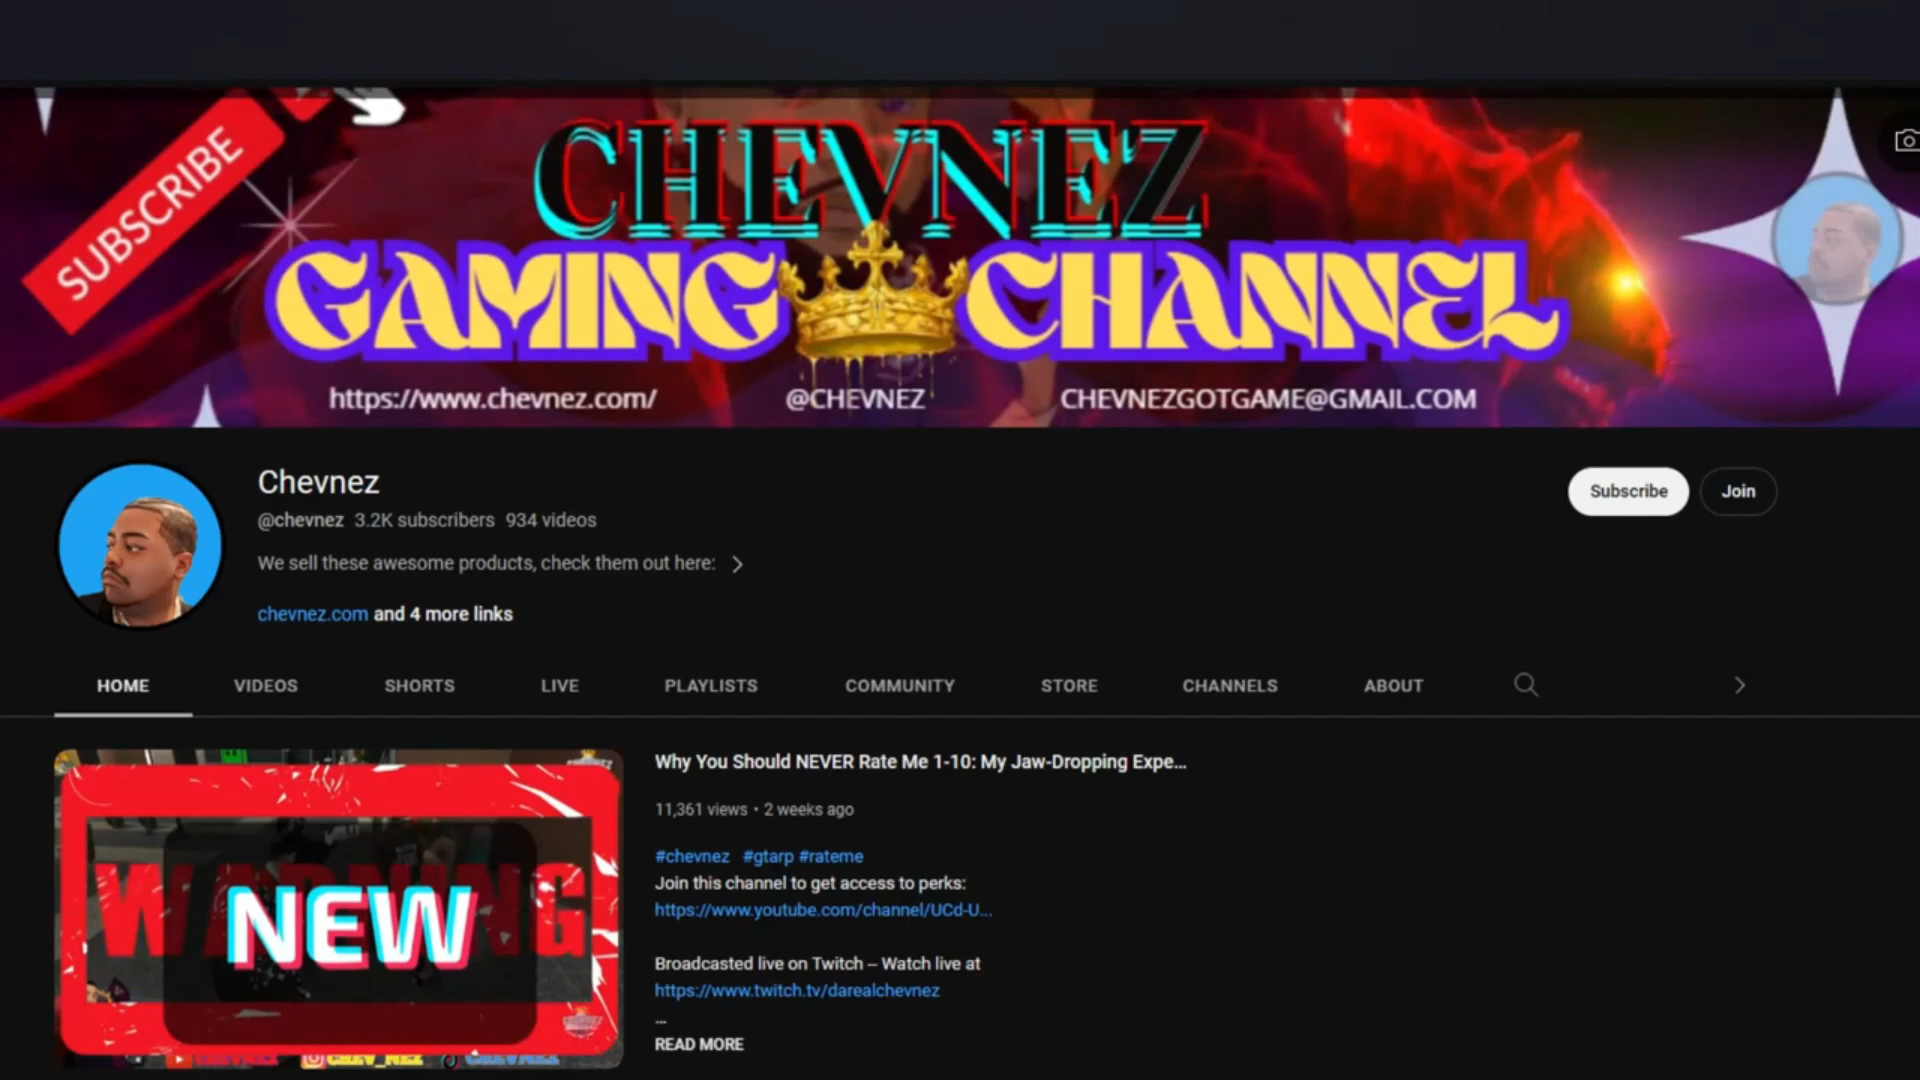 SUBSCRIBE
CHEVNEZ
GAMING CHANNEL
https://www.chevnez.com/ @CHEVNEZ CHEVNEZGOTGAME@GMAIL.COM
Chevnez
@chevnez 3.2K subscribers 934 videos
Subscribe Join
We sell these awesome products, check them out here:
chevnez.com and 4 more links
HOME VIDEOS SHORTS LIVE PLAYLISTS COMMUNITY STORE CHANNELS ABOUT
Why You Should NEVER Rate Me 1-10: My Jaw-Dropping Expe...
11,361 views • 2 weeks ago
#chevnez #gtarp #rateme
Join this channel to get access to perks:
https://www.youtube.com/channel/UCd-U...
Broadcasted live on Twitch -- Watch live at
https://www.twitch.tv/darealchevnez
...
READ MORE
WARNING
NEW
CHEVNEZ CHEV_NEZ CHEVNEZ